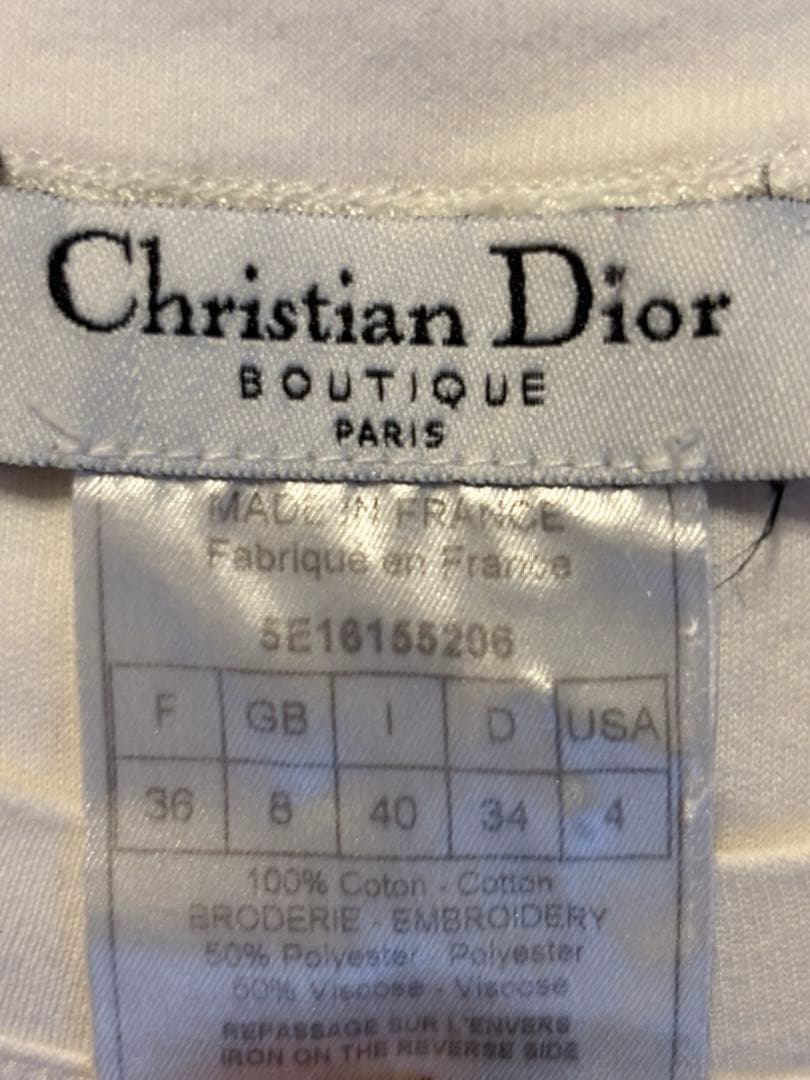 Christian Dior
BOUTIQUE
PARIS
MADE IN FRANCE
Fabriqué en France
5E16155206
F GB I D USA
36 8 40 34 4
100% Coton - Cotton
BRODERIE - EMBROIDERY
50% Polyester - Polyester
50% Viscose - Viscose
REPASSAGE SUR L'ENVERS
IRON ON THE REVERSE SIDE